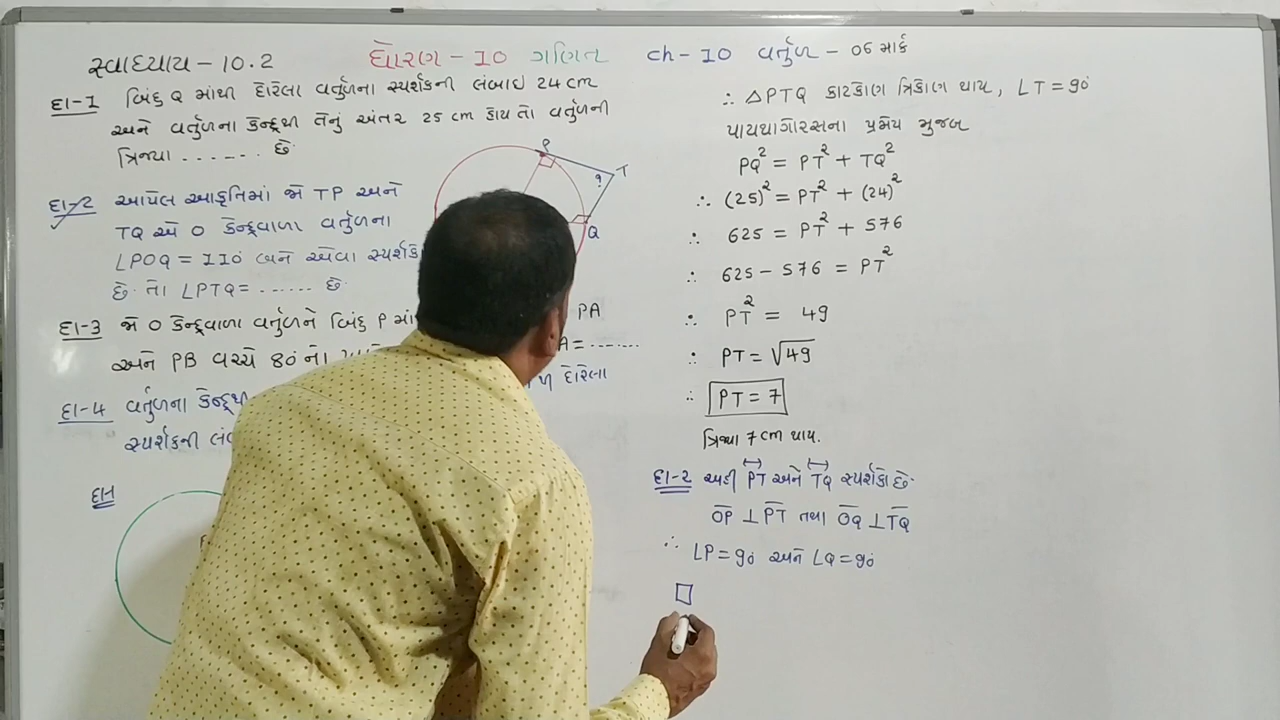 સ્વાધ્યાય - 10.2 ધોરણ - 10 ગણિત ch - 10 વર્તુળ - 06 માર્ક
દા-1 બિંદુ Q માંથી દોરેલા વર્તુળના સ્પર્શકની લંબાઇ 24 cm
અને વર્તુળના કેન્દ્રથી તેનું અંતર 25 cm હોય તો વર્તુળની
ત્રિજ્યા ....... છે
દા-2 આપેલ આકૃતિમાં જો TP અને
TQ એ O કેન્દ્રવાળા વર્તુળના
∠POQ = 110° બને એવા સ્પર્શકો
છે. તો ∠PTQ = ...... છે.
P
T
?
Q
દા-3 જો O કેન્દ્રવાળા વર્તુળને બિંદુ P માં PA
અને PB વચ્ચે 80° નો A = .......
દા-4 વર્તુળના કેન્દ્રથી દોરેલા
સ્પર્શકની
દા-1
∴ △PTQ કાટકોણ ત્રિકોણ થાય, ∠T = 90°
પાયથાગોરસના પ્રમેય મુજબ
PQ² = PT² + TQ²
∴ (25)² = PT² + (24)²
∴ 625 = PT² + 576
∴ 625 - 576 = PT²
∴ PT² = 49
∴ PT = √49
∴ PT = 7
ત્રિજ્યા 7 cm થાય.
દા-2 અહી PT અને TQ સ્પર્શકો છે.
OP ⊥ PT તથા OQ ⊥ TQ
∴ ∠P = 90° અને ∠Q = 90°
□